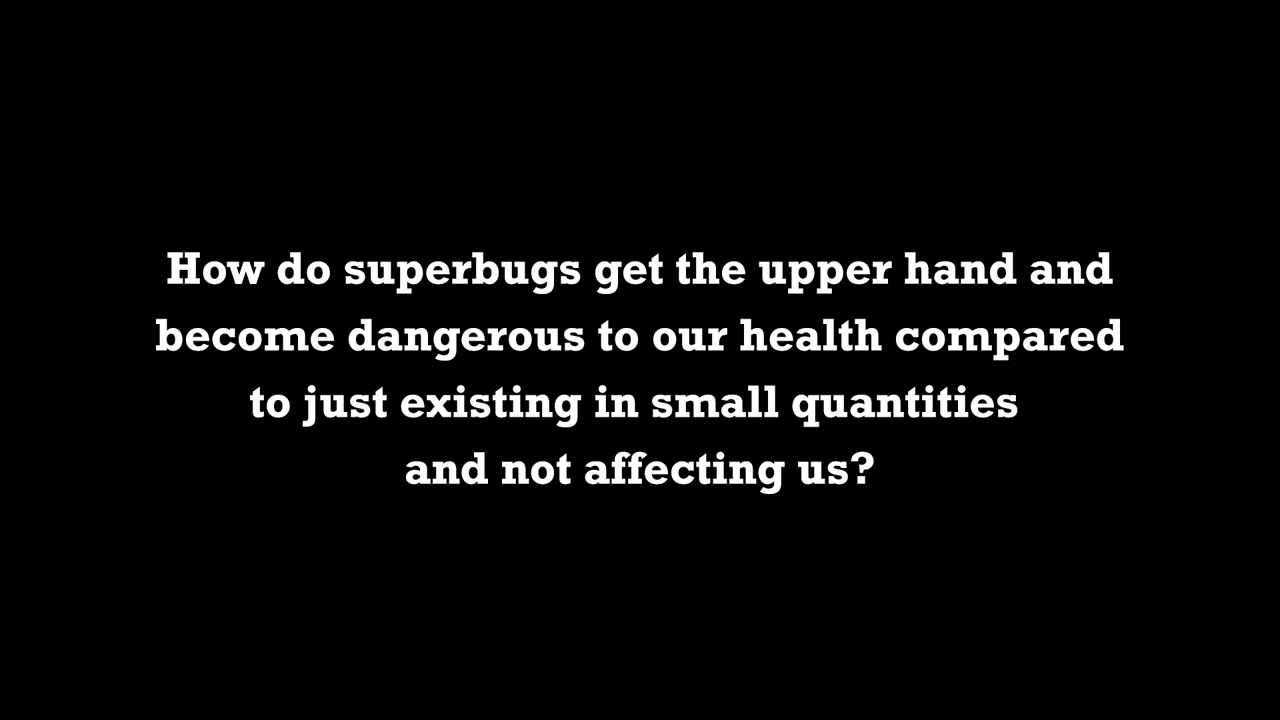 How do superbugs get the upper hand and
become dangerous to our health compared
to just existing in small quantities
and not affecting us?